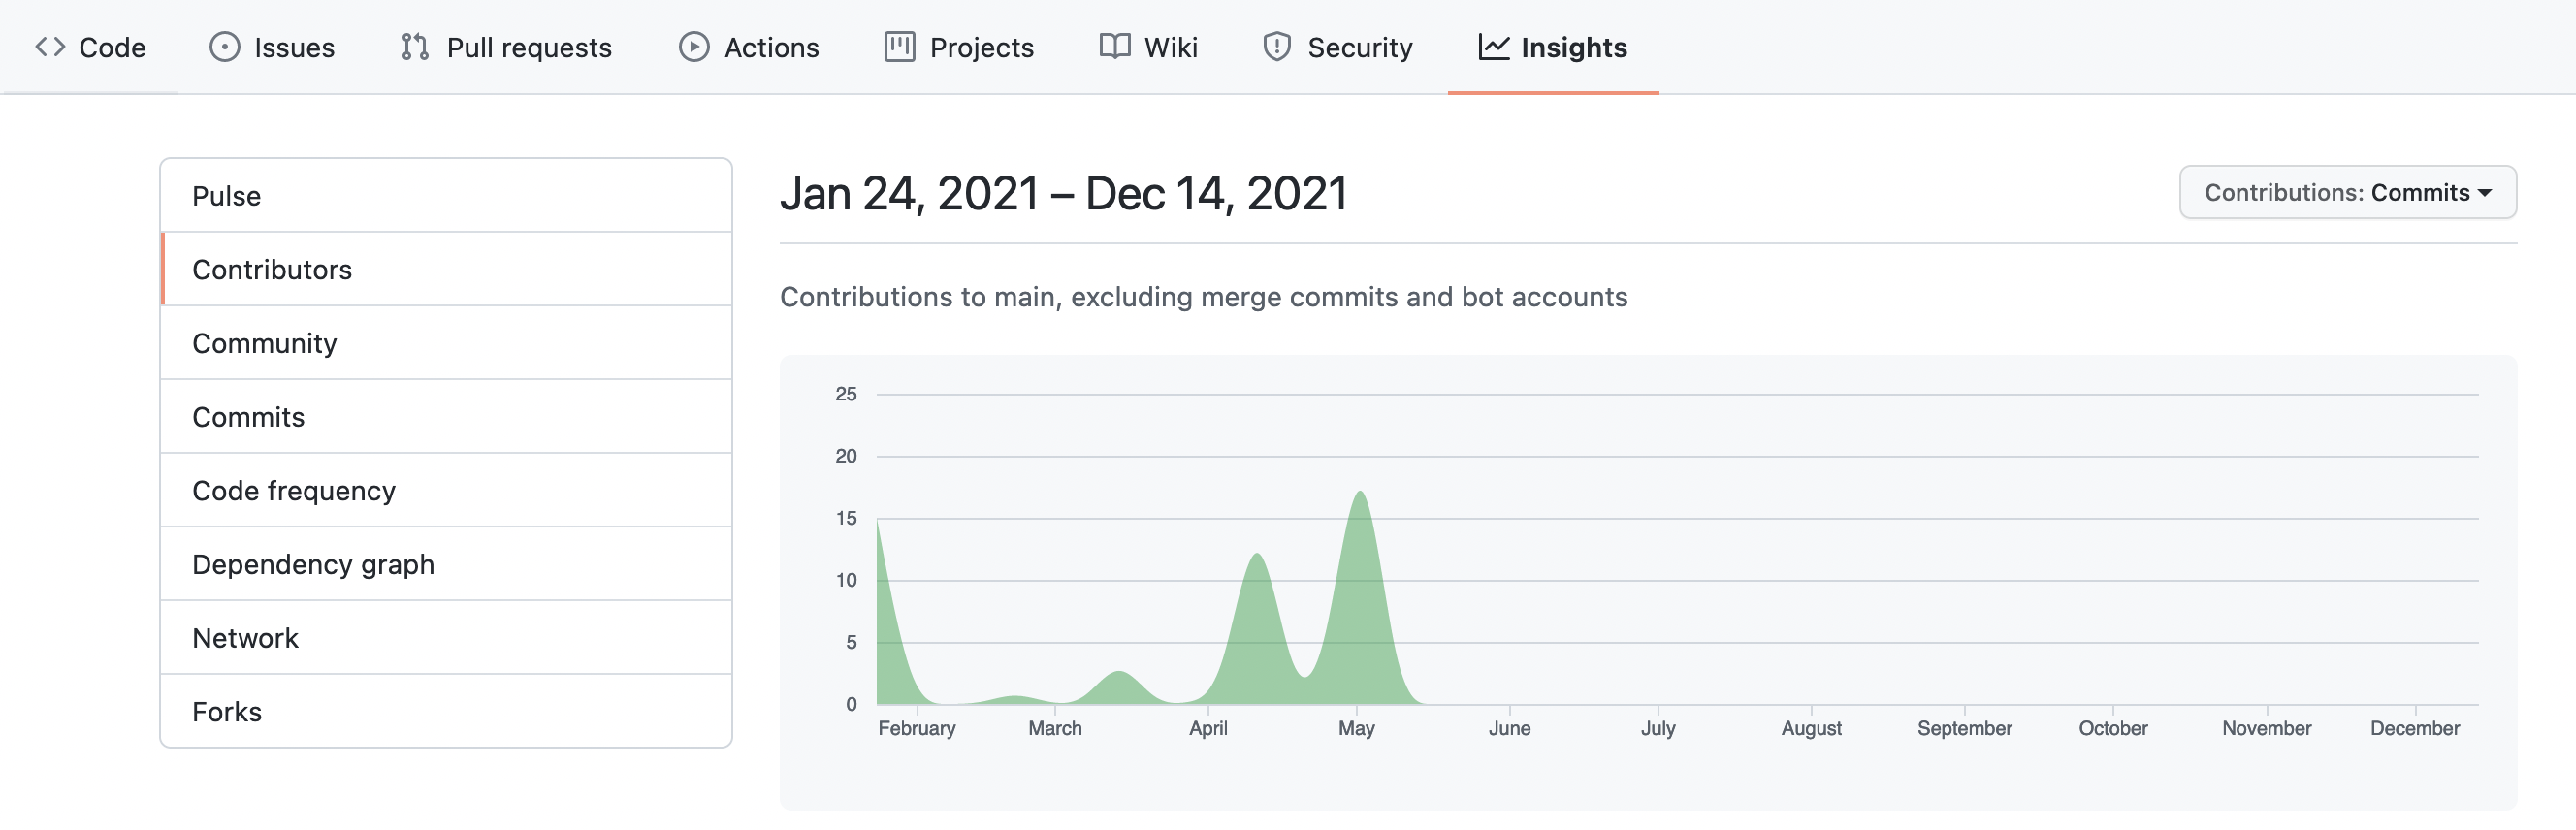 Code Issues Pull requests Actions Projects Wiki Security Insights
Pulse
Contributors
Community
Commits
Code frequency
Dependency graph
Network
Forks
Jan 24, 2021 – Dec 14, 2021
Contributions: Commits
Contributions to main, excluding merge commits and bot accounts
25
20
15
10
5
0
February March April May June July August September October November December